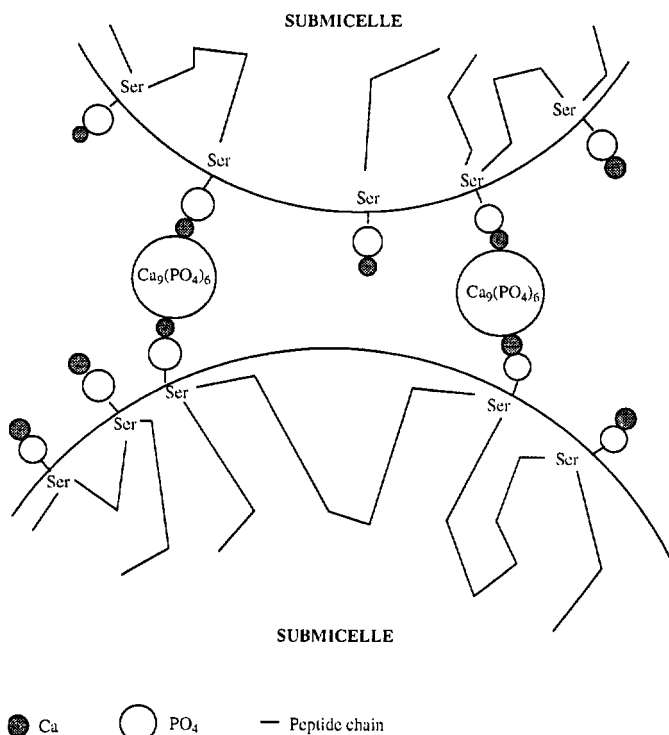 SUBMICELLE
Ser
Ser
Ser
Ser
Ser
Ca₉(PO₄)₆
Ca₉(PO₄)₆
Ser
Ser
Ser
Ser
Ser
SUBMICELLE
Ca
PO₄
Peptide chain